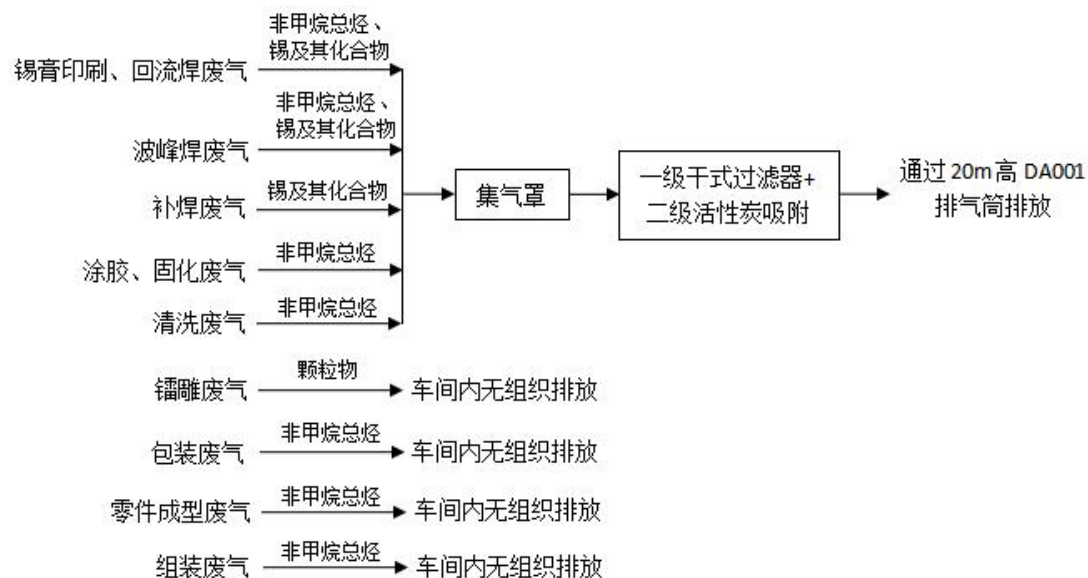 非甲烷总烃、
锡及其化合物
锡膏印刷、回流焊废气
非甲烷总烃、
锡及其化合物
波峰焊废气
锡及其化合物
补焊废气
非甲烷总烃
涂胶、固化废气
非甲烷总烃
清洗废气
集气罩
一级干式过滤器+
二级活性炭吸附
通过 20m 高 DA001
排气筒排放
颗粒物
镭雕废气
车间内无组织排放
非甲烷总烃
包装废气
车间内无组织排放
非甲烷总烃
零件成型废气
车间内无组织排放
非甲烷总烃
组装废气
车间内无组织排放